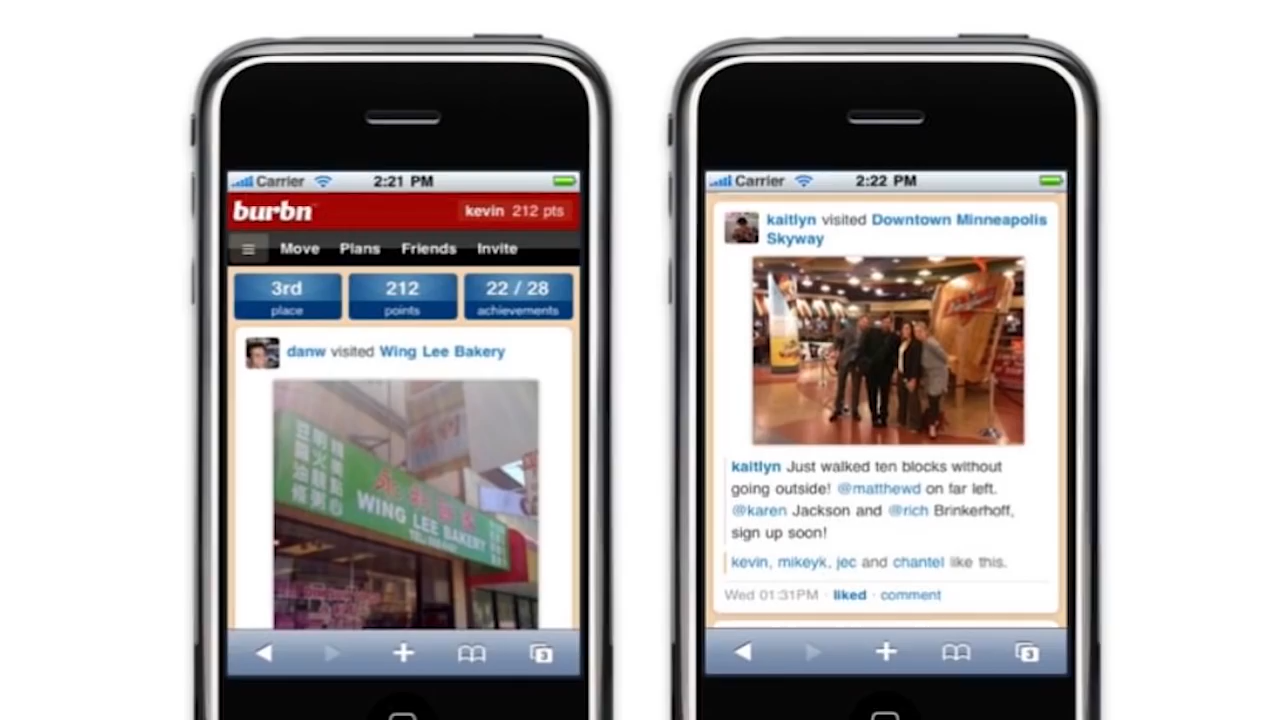 Carrier 2:21 PM
burbn kevin 212 pts
Move Plans Friends Invite
3rd 212 22 / 28
place points achievements
danw visited Wing Lee Bakery
WING LEE BAKERY
3
Carrier 2:22 PM
kaitlyn visited Downtown Minneapolis
Skyway
kaitlyn Just walked ten blocks without
going outside! @matthewd on far left.
@karen Jackson and @rich Brinkerhoff,
sign up soon!
kevin, mikeyk, jec and chantel like this.
Wed 01:31PM · liked · comment
3